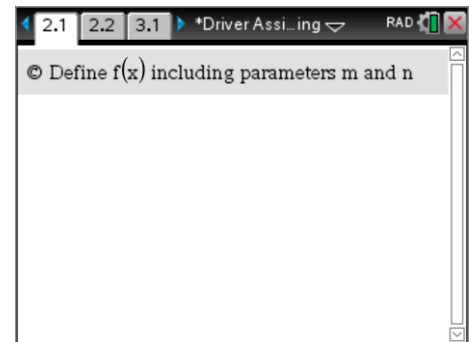 2.1 2.2 3.1 *Driver Assi...ing RAD
© Define f(x) including parameters m and n